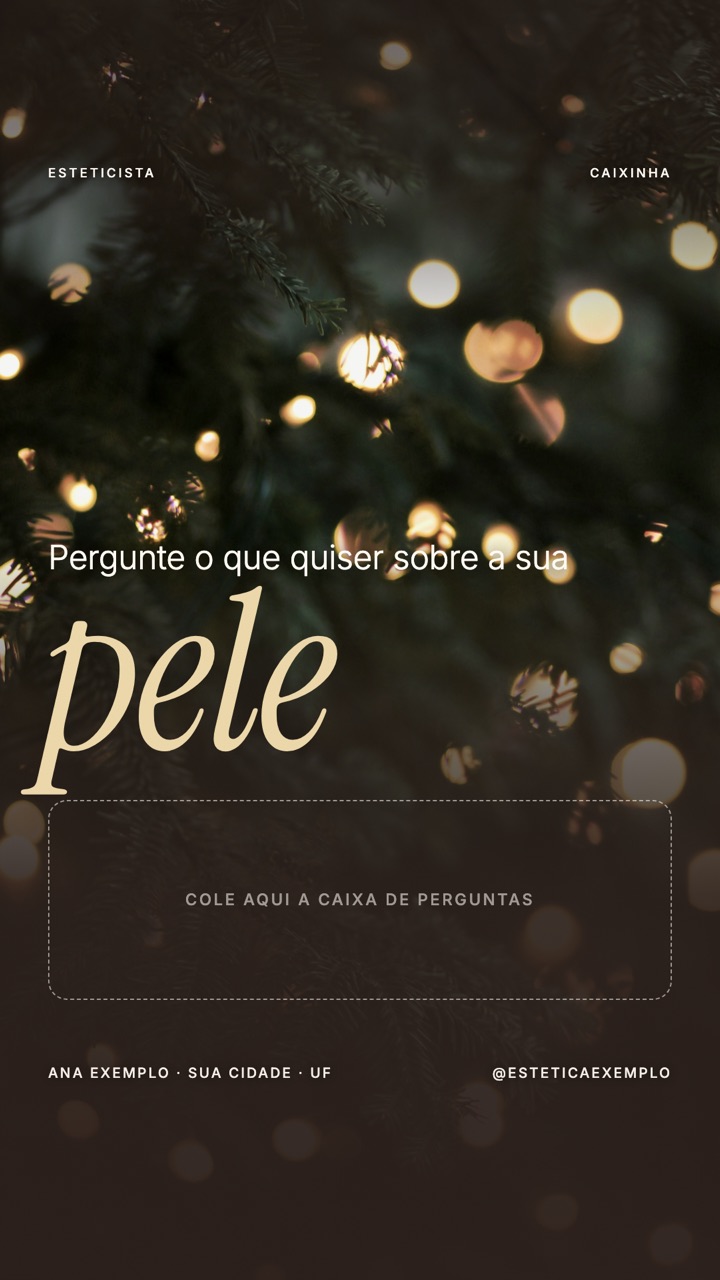 ESTETICISTA
CAIXINHA
Pergunte o que quiser sobre a sua
pele
COLE AQUI A CAIXA DE PERGUNTAS
ANA EXEMPLO · SUA CIDADE · UF
@ESTETICAEXEMPLO